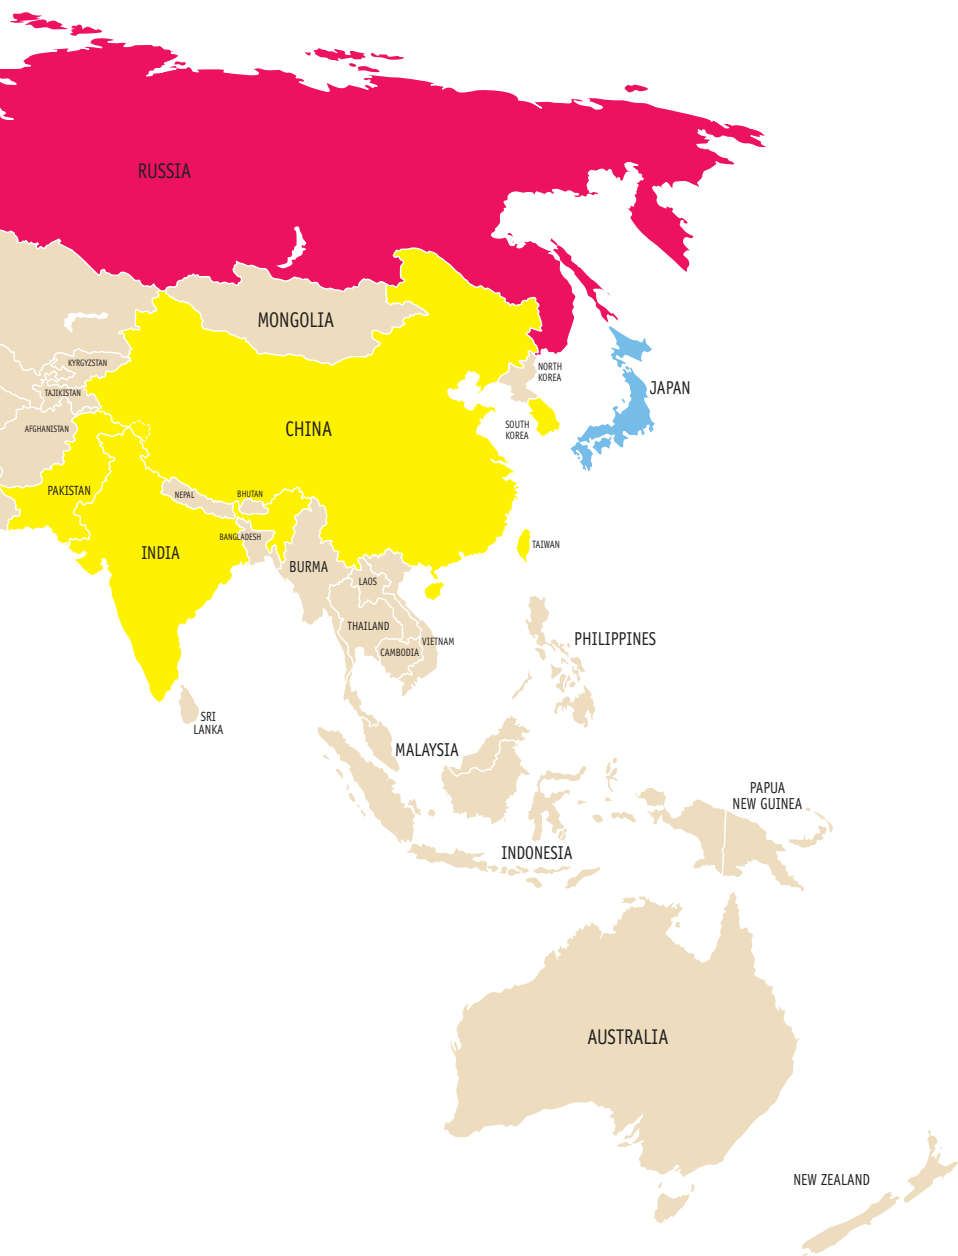 RUSSIA
MONGOLIA
KYRGYZSTAN
NORTH
KOREA
JAPAN
TAJIKISTAN
AFGHANISTAN
CHINA
SOUTH
KOREA
PAKISTAN
NEPAL
BHUTAN
BANGLADESH
TAIWAN
INDIA
BURMA
LAOS
THAILAND
VIETNAM
PHILIPPINES
CAMBODIA
SRI
LANKA
MALAYSIA
PAPUA
NEW GUINEA
INDONESIA
AUSTRALIA
NEW ZEALAND